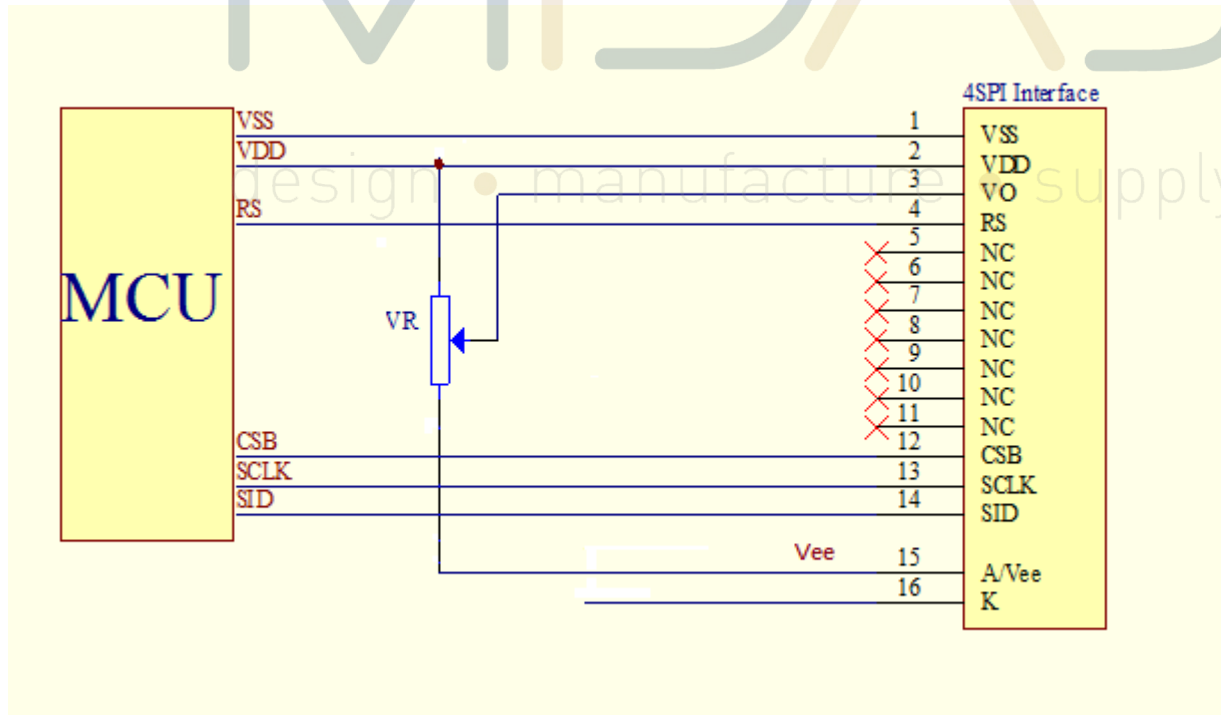 MIDAS
design • manufacture • supply
4SPI Interface
MCU
VSS
VDD
RS
CSB
SCLK
SID
VR
Vee
1 VSS
2 VDD
3 VO
4 RS
5 NC
6 NC
7 NC
8 NC
9 NC
10 NC
11 NC
12 CSB
13 SCLK
14 SID
15 A/Vee
16 K